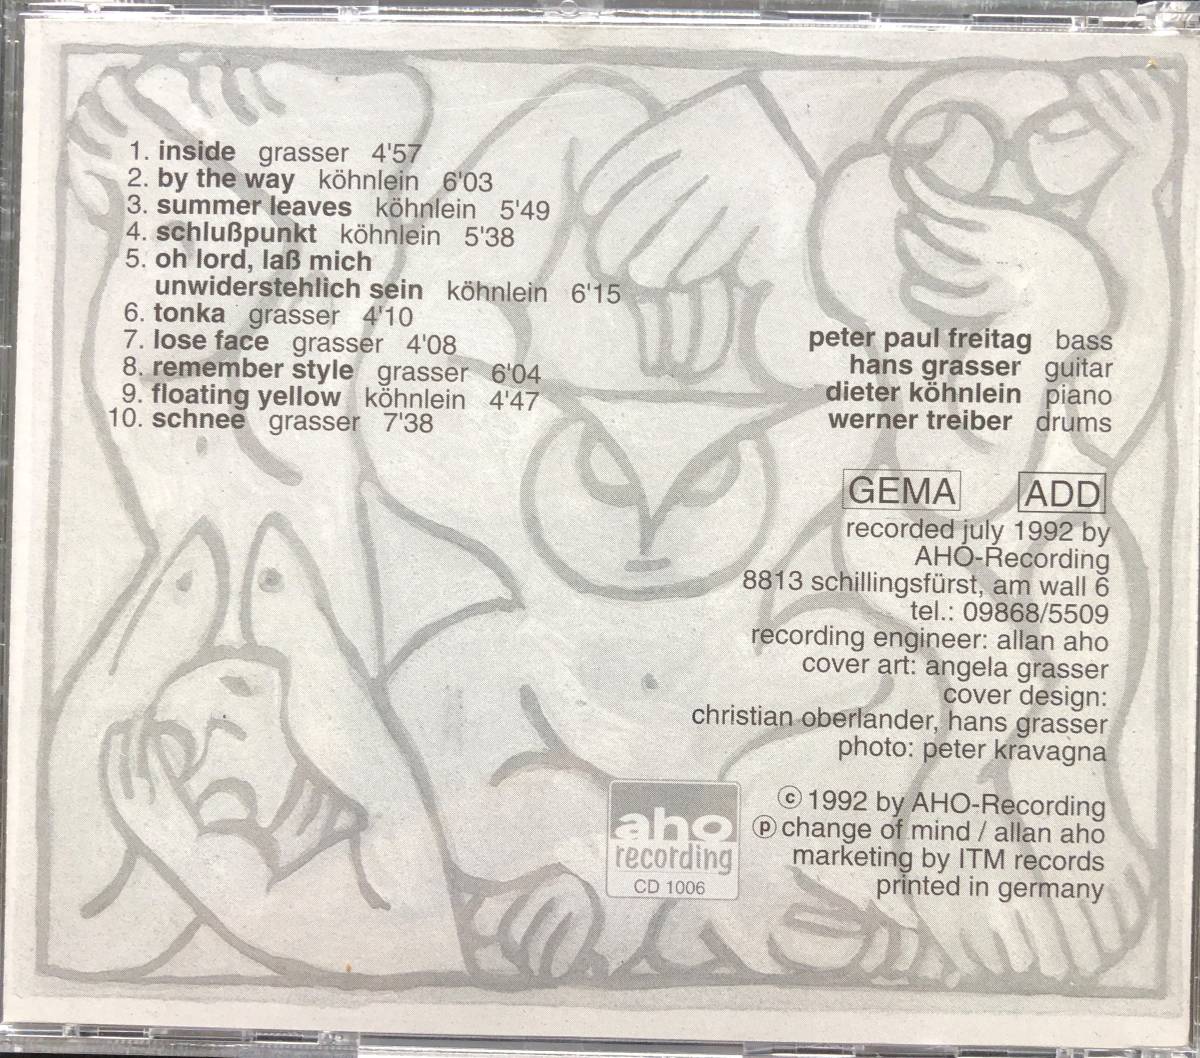 1. inside grasser 4'57
2. by the way köhnlein 6'03
3. summer leaves köhnlein 5'49
4. schlußpunkt köhnlein 5'38
5. oh lord, laß mich
unwiderstehlich sein köhnlein 6'15
6. tonka grasser 4'10
7. lose face grasser 4'08
8. remember style grasser 6'04
9. floating yellow köhnlein 4'47
10. schnee grasser 7'38
peter paul freitag bass
hans grasser guitar
dieter köhnlein piano
werner treiber drums
GEMA ADD
recorded july 1992 by
AHO-Recording
8813 schillingsfürst, am wall 6
tel.: 09868/5509
recording engineer: allan aho
cover art: angela grasser
cover design:
christian oberlander, hans grasser
photo: peter kravagna
© 1992 by AHO-Recording
℗ change of mind / allan aho
marketing by ITM records
printed in germany
aho
recording
CD 1006